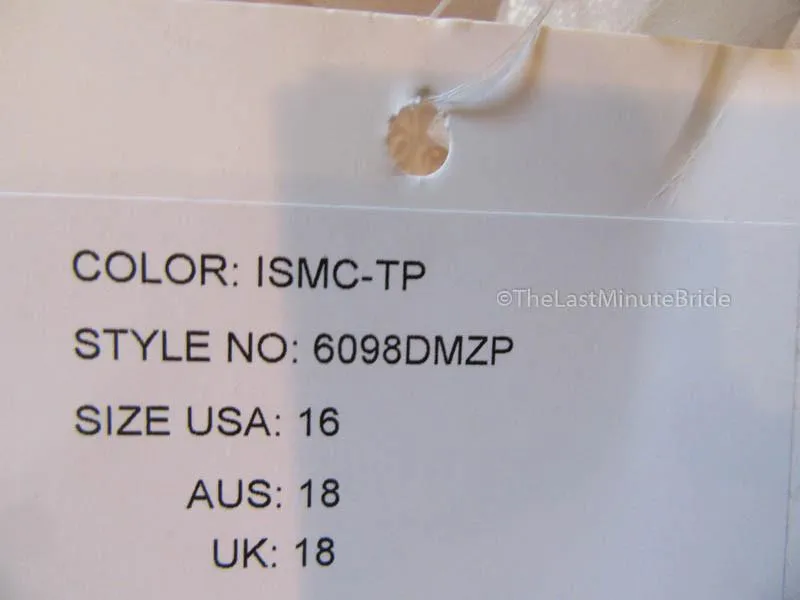 COLOR: ISMC-TP
©TheLastMinuteBride
STYLE NO: 6098DMZP
SIZE USA: 16
AUS: 18
UK: 18